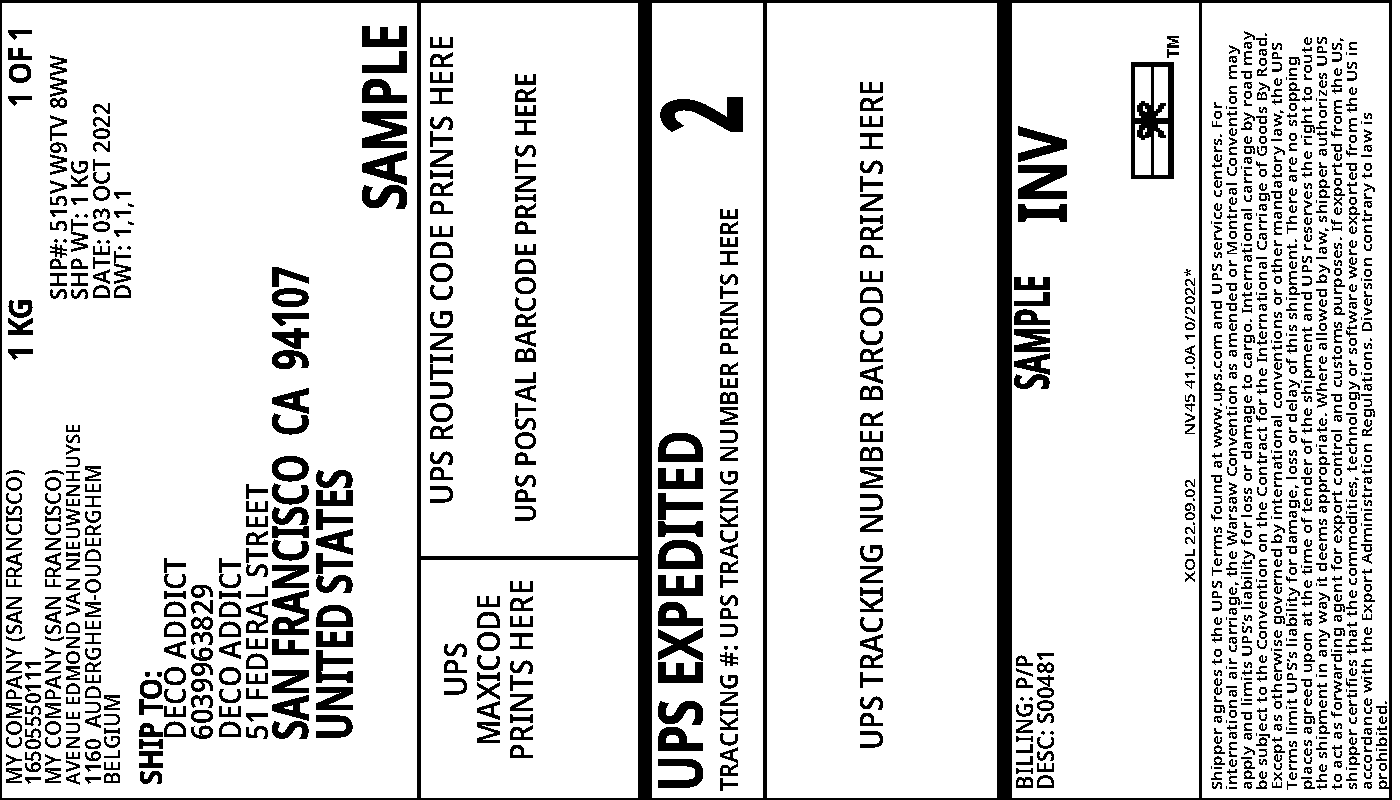 MY COMPANY (SAN FRANCISCO)
16505550111
MY COMPANY (SAN FRANCISCO)
AVENUE EDMOND VAN NIEUWENHUYSE
1160 AUDERGHEM-OUDERGHEM
BELGIUM
1 KG
1 OF 1
SHP#: 515V W9TV 8WW
SHP WT: 1 KG
DATE: 03 OCT 2022
DWT: 1,1,1
SHIP TO:
DECO ADDICT
6039963829
DECO ADDICT
51 FEDERAL STREET
SAN FRANCISCO CA 94107
UNITED STATES
SAMPLE
UPS
MAXICODE
PRINTS HERE
UPS ROUTING CODE PRINTS HERE
UPS POSTAL BARCODE PRINTS HERE
UPS EXPEDITED
2
TRACKING #: UPS TRACKING NUMBER PRINTS HERE
UPS TRACKING NUMBER BARCODE PRINTS HERE
BILLING: P/P
DESC: S00481
SAMPLE INV
TM
XOL 22.09.02 NV45 41.0A 10/2022*
Shipper agrees to the UPS Terms found at www.ups.com and UPS service centers. For
international air carriage, the Warsaw Convention as amended or Montreal Convention may
apply and limits UPS's liability for loss or damage to cargo. International carriage by road may
be subject to the Convention on the Contract for the International Carriage of Goods By Road.
Except as otherwise governed by international conventions or other mandatory law, the UPS
Terms limit UPS's liability for damage, loss or delay of this shipment. There are no stopping
places agreed upon at the time of tender of the shipment and UPS reserves the right to route
the shipment in any way it deems appropriate. Where allowed by law, shipper authorizes UPS
to act as forwarding agent for export control and customs purposes. If exported from the US,
shipper certifies that the commodities, technology or software were exported from the US in
accordance with the Export Administration Regulations. Diversion contrary to law is
prohibited.